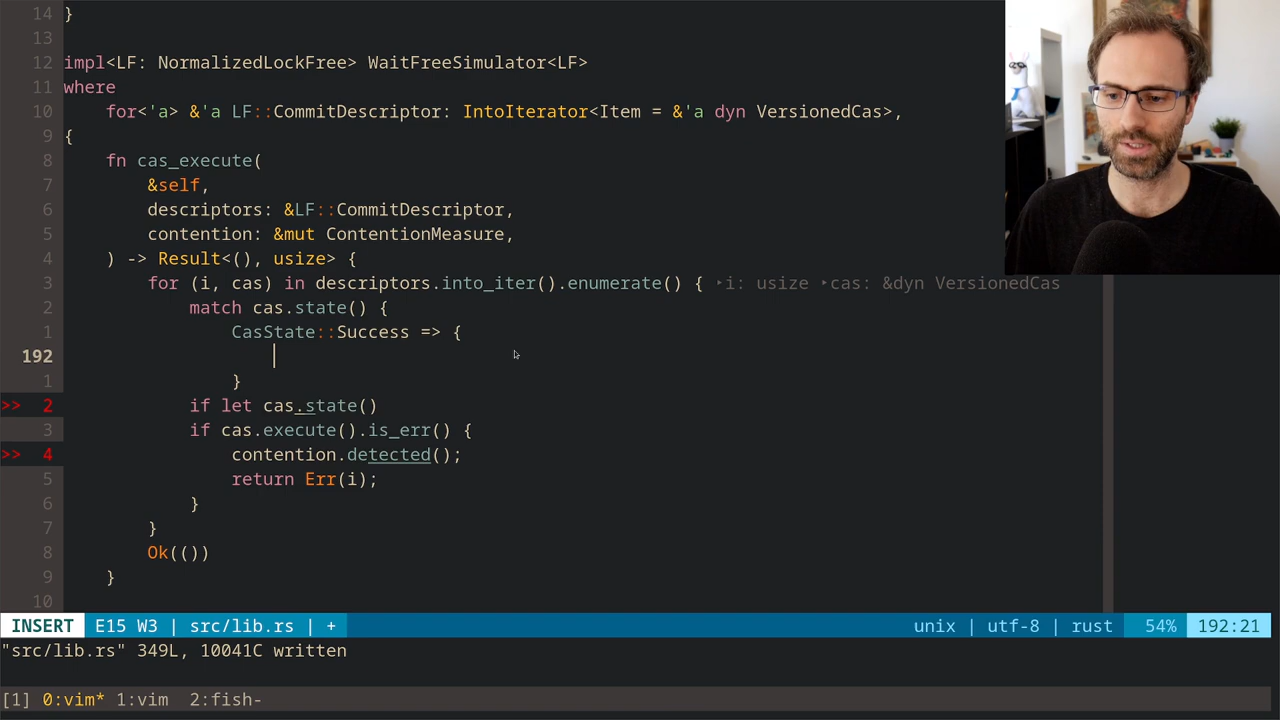 14 }
13
12 impl<LF: NormalizedLockFree> WaitFreeSimulator<LF>
11 where
10 for<'a> &'a LF::CommitDescriptor: IntoIterator<Item = &'a dyn VersionedCas>,
9 {
8 fn cas_execute(
7 &self,
6 descriptors: &LF::CommitDescriptor,
5 contention: &mut ContentionMeasure,
4 ) -> Result<(), usize> {
3 for (i, cas) in descriptors.into_iter().enumerate() { ‣i: usize ‣cas: &dyn VersionedCas
2 match cas.state() {
1 CasState::Success => {
192
1 }
>> 2 if let cas.state()
3 if cas.execute().is_err() {
>> 4 contention.detected();
5 return Err(i);
6 }
7 }
8 Ok(())
9 }
10
INSERT E15 W3 | src/lib.rs | + unix | utf-8 | rust 54% 192:21
"src/lib.rs" 349L, 10041C written
[1] 0:vim* 1:vim 2:fish-